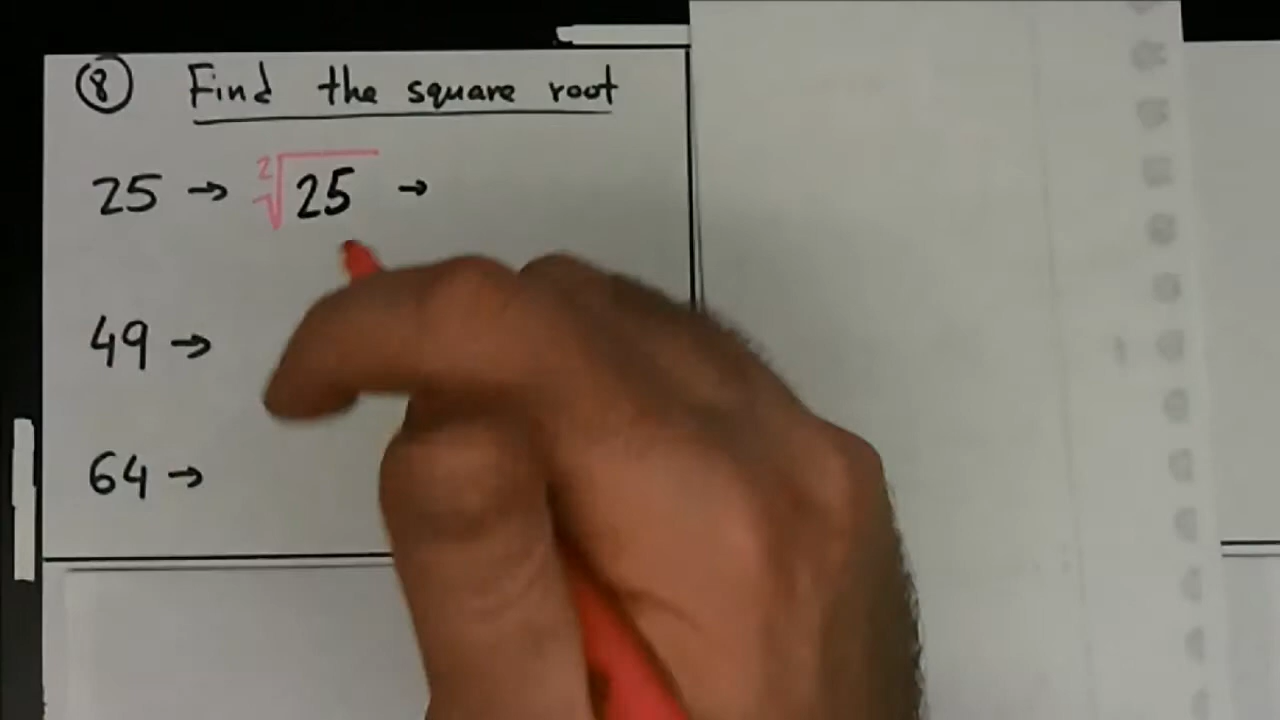 ⑧ Find the square root
25 → ²√25 →
49 →
64 →